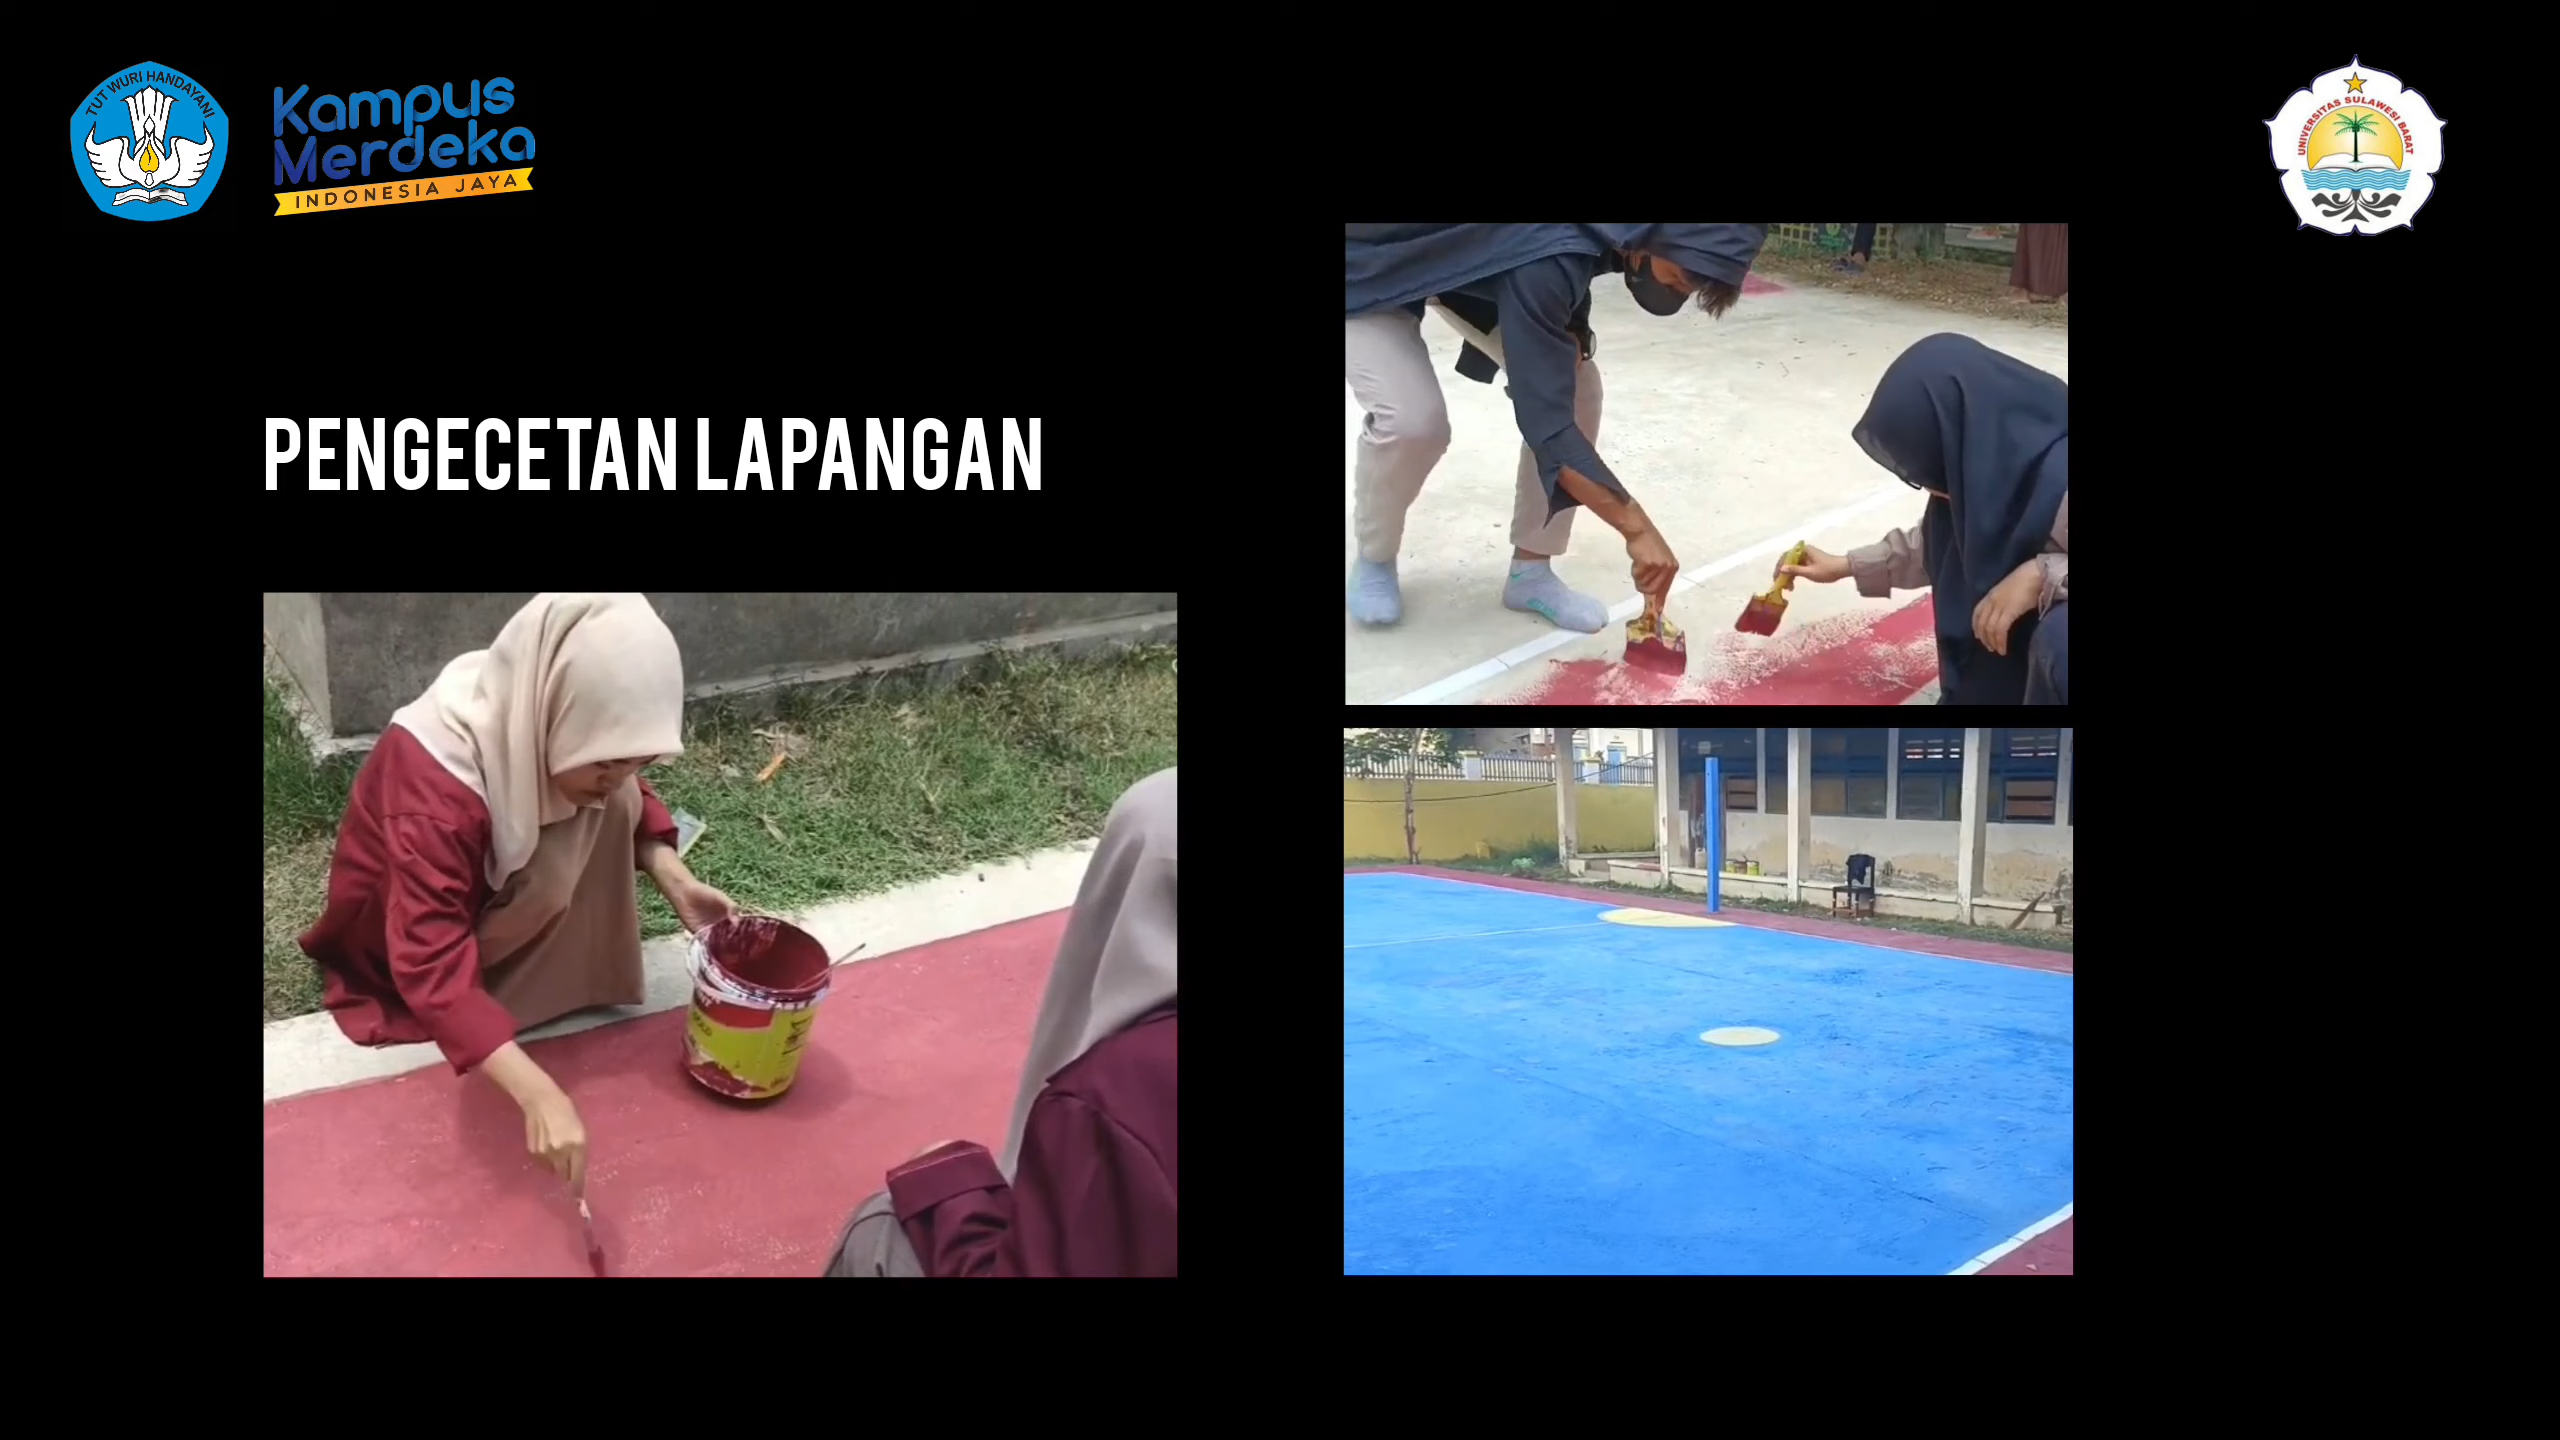 TUT WURI HANDAYANI
Kampus
Merdeka
INDONESIA JAYA
UNIVERSITAS SULAWESI BARAT
PENGECETAN LAPANGAN